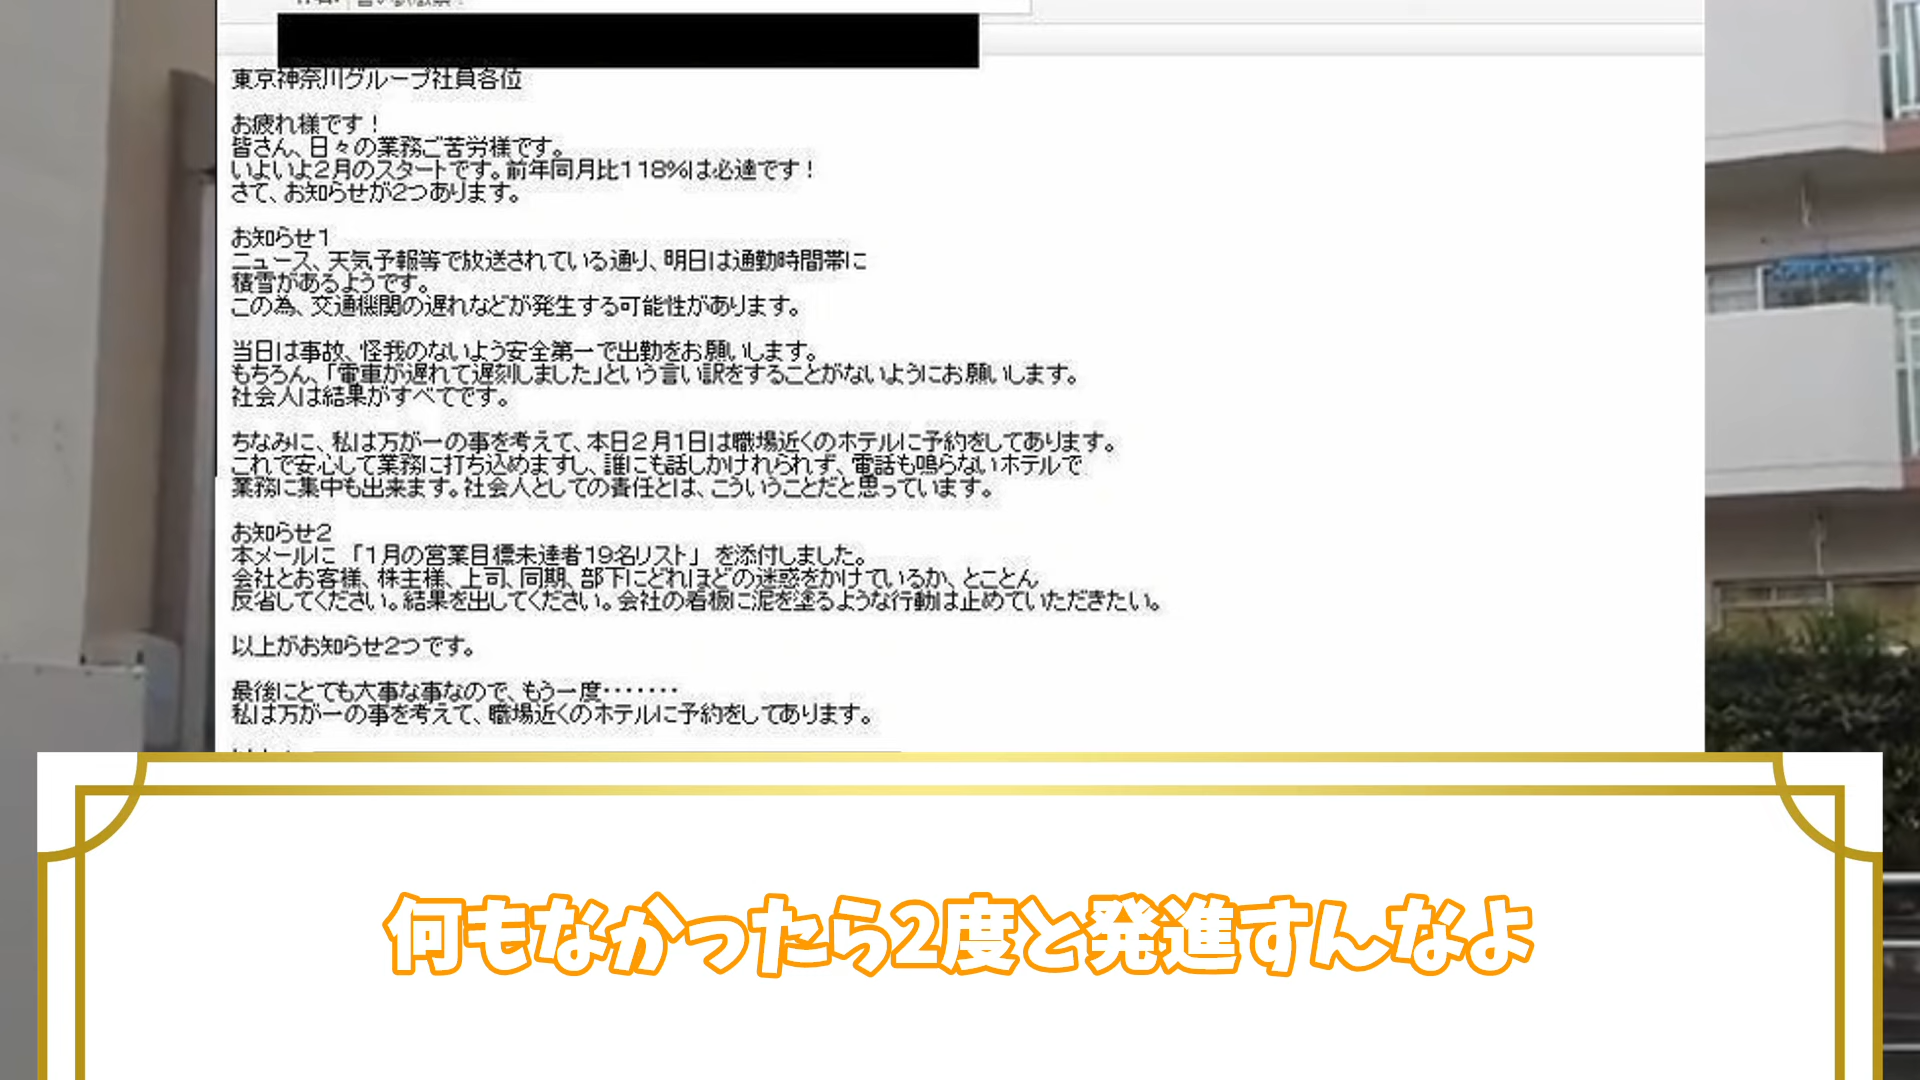 東京神奈川グループ社員各位
お疲れ様です！
皆さん、日々の業務ご苦労様です。
いよいよ2月のスタートです。前年同月比118%は必達です！
さて、お知らせが2つあります。
お知らせ1
ニュース、天気予報等で放送されている通り、明日は通勤時間帯に
積雪があるようです。
この為、交通機関の遅れなどが発生する可能性があります。
当日は事故、怪我のないよう安全第一で出勤をお願いします。
もちろん、「電車が遅れて遅刻しました」という言い訳をすることがないようにお願いします。
社会人は結果がすべてです。
ちなみに、私は万が一の事を考えて、本日2月1日は職場近くのホテルに予約をしてあります。
これで安心して業務に打ち込めますし、誰にも話しかけれられず、電話も鳴らないホテルで
業務に集中も出来ます。社会人としての責任とは、こういうことだと思っています。
お知らせ2
本メールに「1月の営業目標未達者19名リスト」を添付しました。
会社とお客様、株主様、上司、同期、部下にどれほどの迷惑をかけているか、とことん
反省してください。結果を出してください。会社の看板に泥を塗るような行動は止めていただきたい。
以上がお知らせ2つです。
最後にとても大事な事なので、もう一度・・・・・・・
私は万が一の事を考えて、職場近くのホテルに予約をしてあります。
何もなかったら2度と発進すんなよ